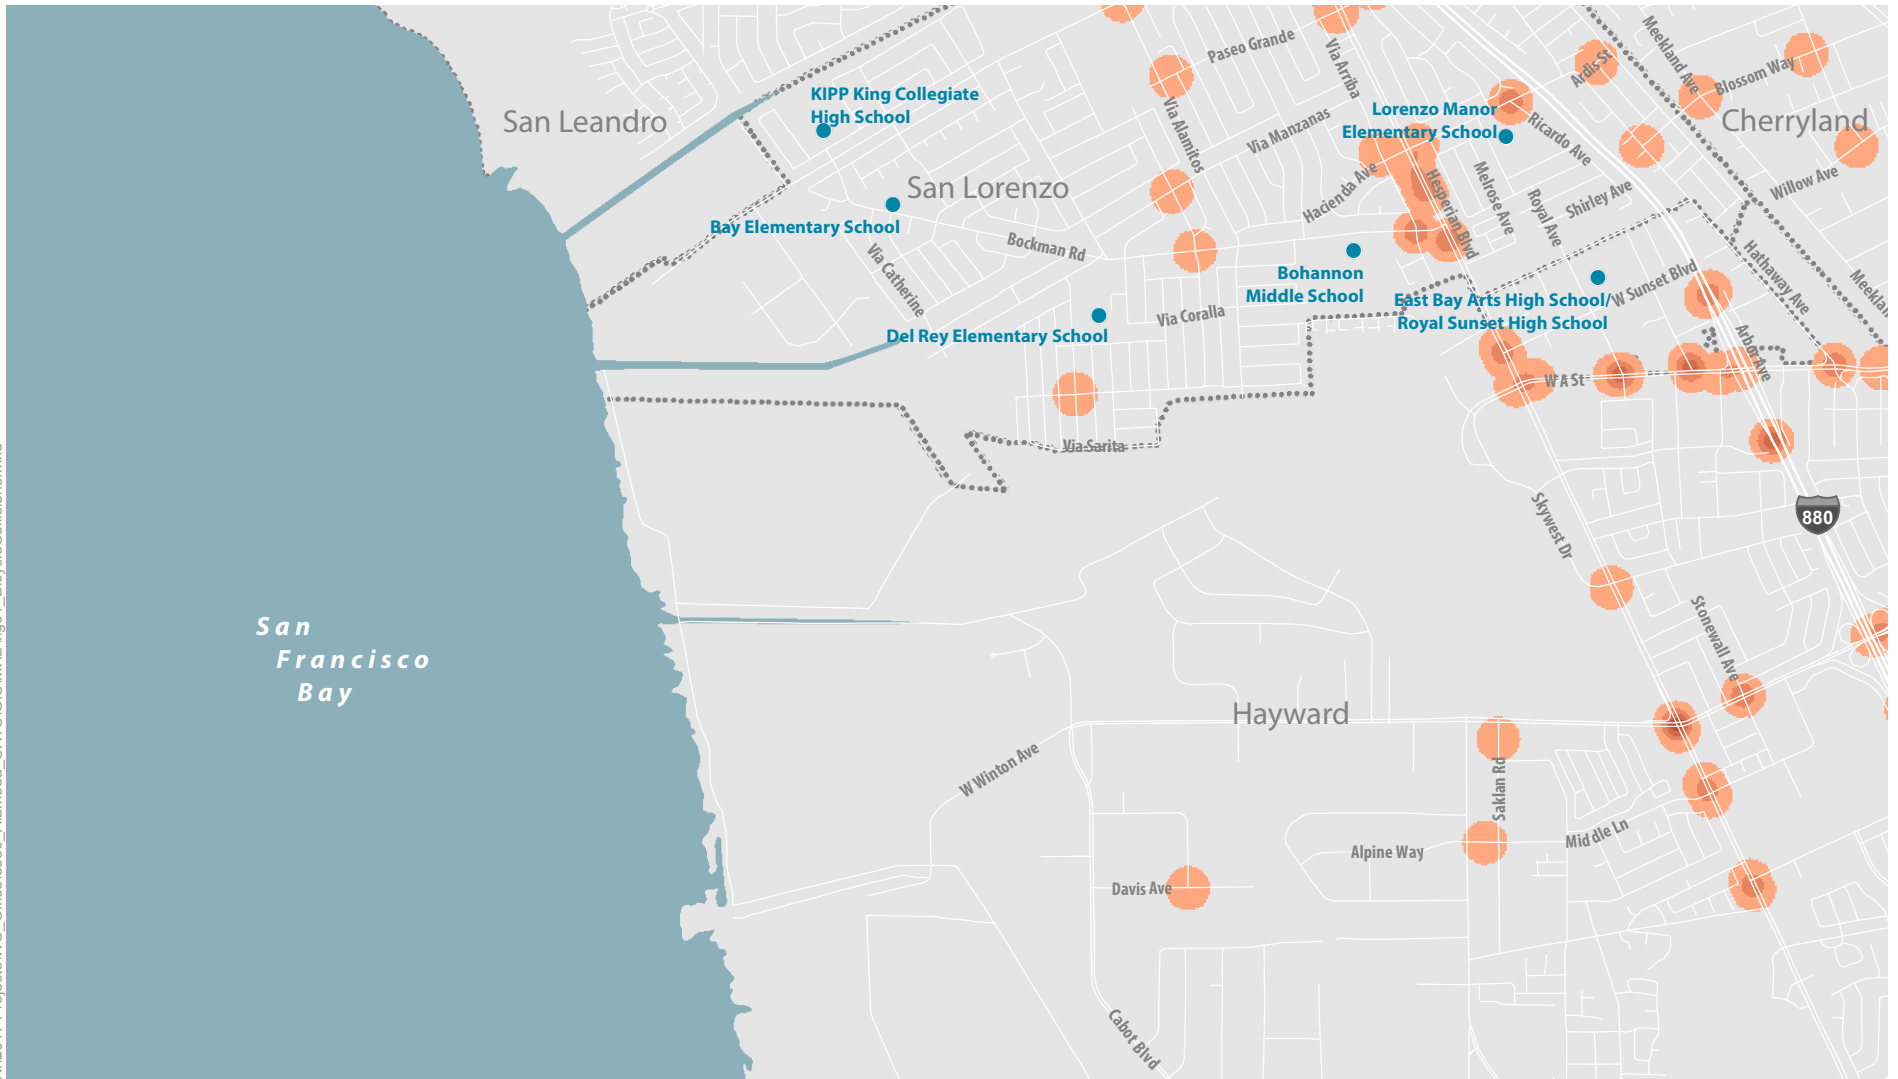 Paseo Grande
Via Arriba
Ardis St
Meekland Ave
Blossom Way
KIPP King Collegiate
High School
San Leandro
Via Alamitos
Via Manzanas
Lorenzo Manor
Elementary School
Ricardo Ave
Cherryland
San Lorenzo
Hacienda Ave
Hesperian Blvd
Melrose Ave
Royal Ave
Shirley Ave
Willow Ave
Bay Elementary School
Bockman Rd
Via Catherine
Bohannon
Middle School
East Bay Arts High School/
Royal Sunset High School
W Sunset Blvd
Hathaway Ave
Via Coralla
Del Rey Elementary School
Arbor Ave
W A St
Via Sarita
Skywest Dr
880
San
Francisco
Bay
Stonewall Ave
Hayward
W Winton Ave
Saklan Rd
Middle Ln
Alpine Way
Davis Ave
Cabot Blvd